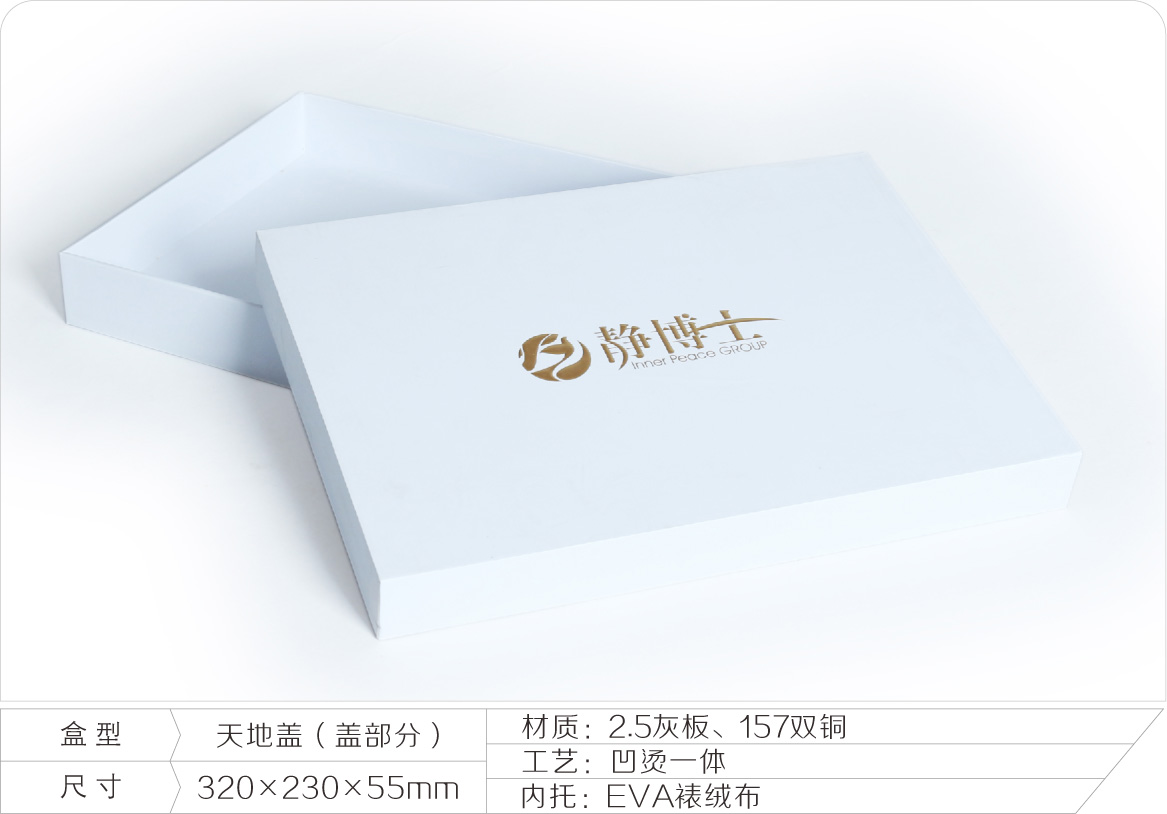 静博士
Inner Peace GROUP
盒型
天地盖（盖部分）
尺寸
320×230×55mm
材质：2.5灰板、157双铜
工艺：凹烫一体
内托：EVA裱绒布